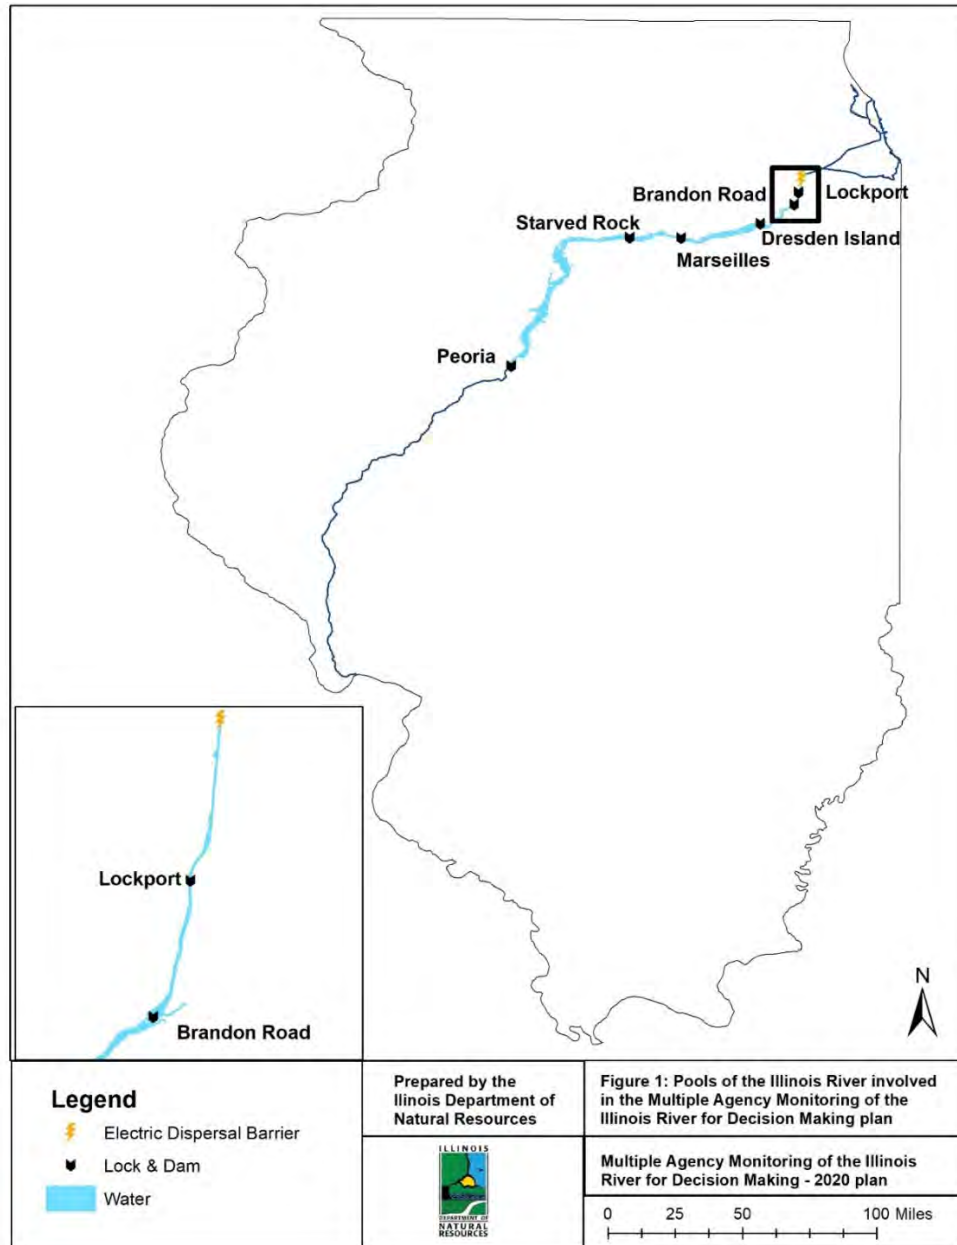 Brandon Road
Lockport
Starved Rock
Dresden Island
Marseilles
Peoria
Lockport
Brandon Road
N
Legend
Electric Dispersal Barrier
Lock & Dam
Water
Prepared by the
Ilinois Department of
Natural Resources
ILLINOIS
DEPARTMENT OF
NATURAL
RESOURCES
Figure 1: Pools of the Illinois River involved
in the Multiple Agency Monitoring of the
Illinois River for Decision Making plan
Multiple Agency Monitoring of the Illinois
River for Decision Making - 2020 plan
0 25 50 100 Miles